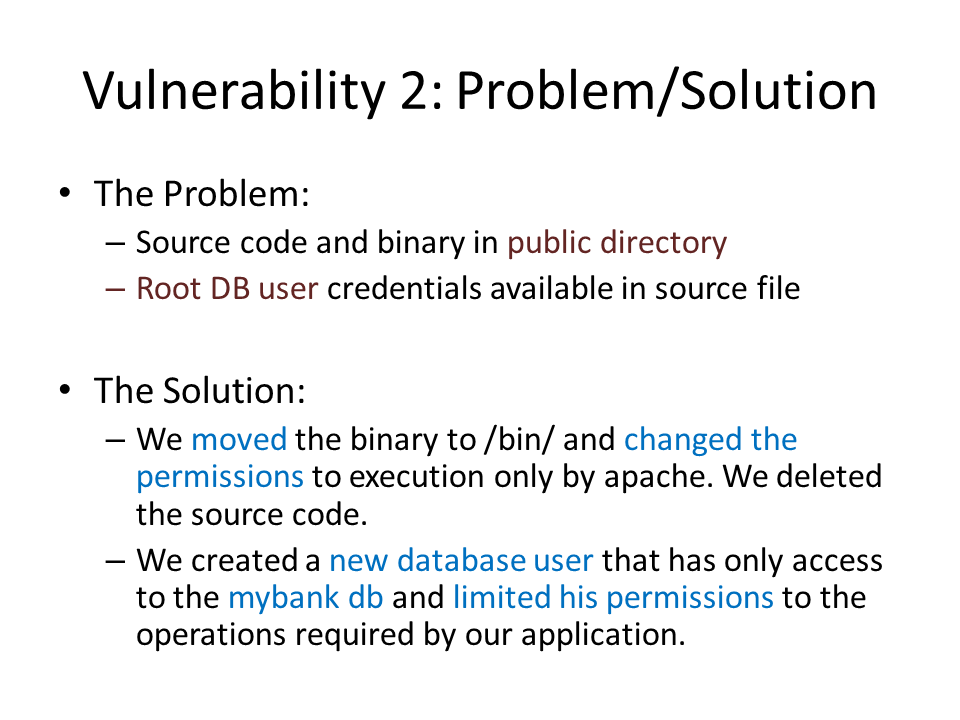 Vulnerability 2: Problem/Solution
• The Problem:
– Source code and binary in public directory
– Root DB user credentials available in source file
• The Solution:
– We moved the binary to /bin/ and changed the
permissions to execution only by apache. We deleted
the source code.
– We created a new database user that has only access
to the mybank db and limited his permissions to the
operations required by our application.